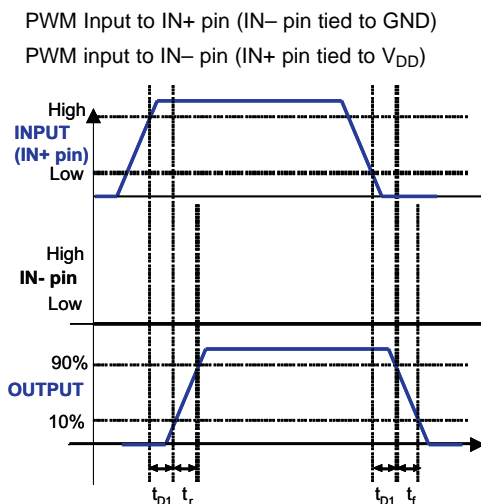 PWM Input to IN+ pin (IN– pin tied to GND)
PWM input to IN– pin (IN+ pin tied to VDD)
High
INPUT
(IN+ pin)
Low
High
IN- pin
Low
90%
OUTPUT
10%
tD1 tr tD1 tf